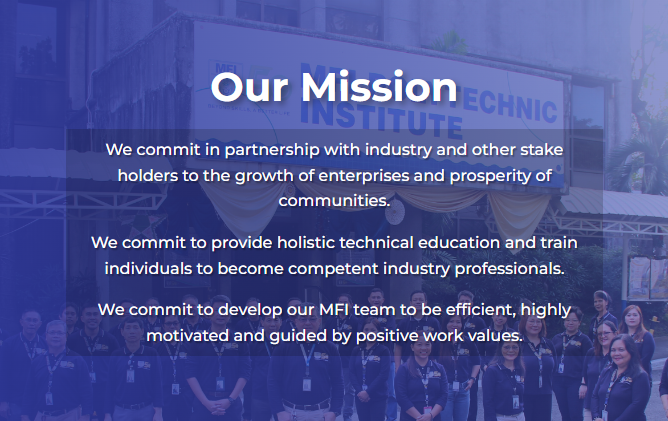 Our Mission
We commit in partnership with industry and other stake
holders to the growth of enterprises and prosperity of
communities.
We commit to provide holistic technical education and train
individuals to become competent industry professionals.
We commit to develop our MFI team to be efficient, highly
motivated and guided by positive work values.
MFI
INSTITUTE